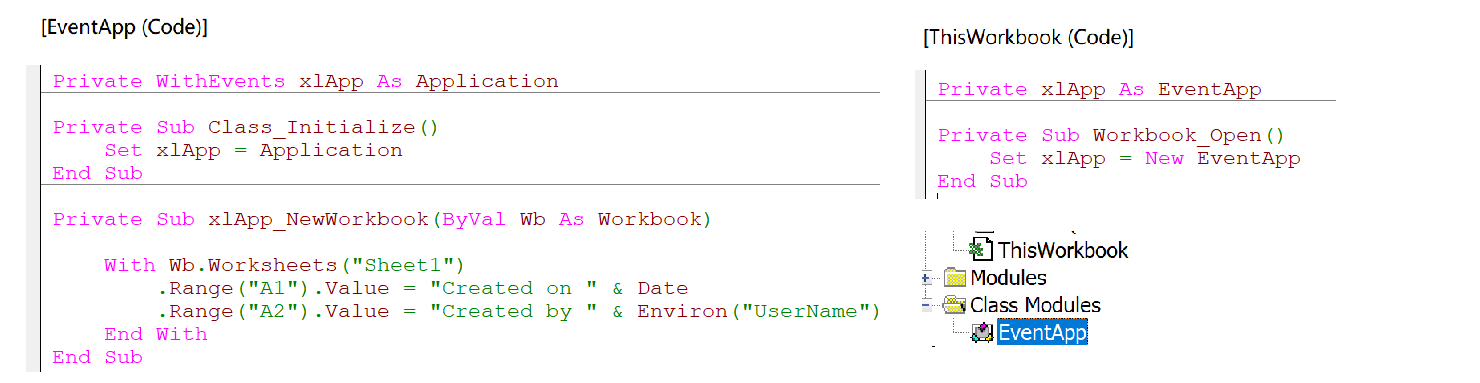 [EventApp (Code)]
Private WithEvents xlApp As Application
Private Sub Class_Initialize()
    Set xlApp = Application
End Sub
Private Sub xlApp_NewWorkbook(ByVal Wb As Workbook)
    With Wb.Worksheets("Sheet1")
        .Range("A1").Value = "Created on " & Date
        .Range("A2").Value = "Created by " & Environ("UserName")
    End With
End Sub
[ThisWorkbook (Code)]
Private xlApp As EventApp
Private Sub Workbook_Open()
    Set xlApp = New EventApp
End Sub
ThisWorkbook
Modules
Class Modules
EventApp